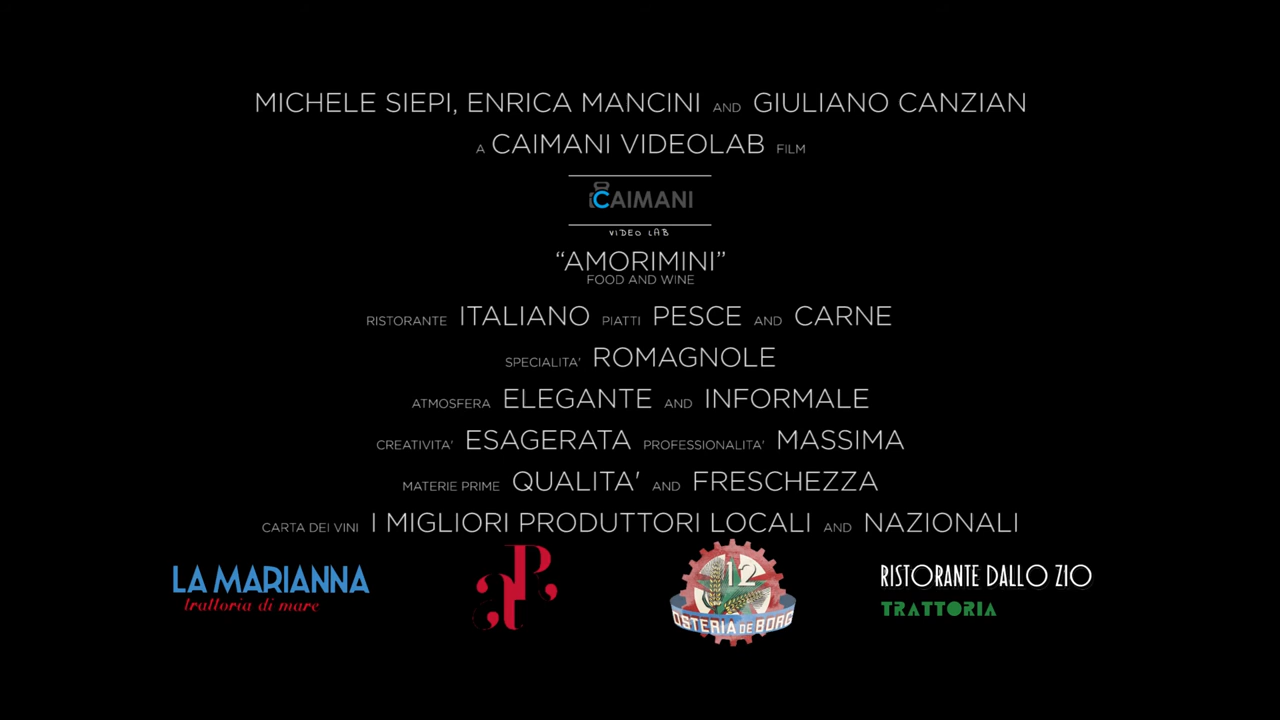 MICHELE SIEPI, ENRICA MANCINI AND GIULIANO CANZIAN
A CAIMANI VIDEOLAB FILM
CAIMANI
VIDEO LAB
“AMORIMINI”
FOOD AND WINE
RISTORANTE ITALIANO PIATTI PESCE AND CARNE
SPECIALITA' ROMAGNOLE
ATMOSFERA ELEGANTE AND INFORMALE
CREATIVITA' ESAGERATA PROFESSIONALITA' MASSIMA
MATERIE PRIME QUALITA' AND FRESCHEZZA
CARTA DEI VINI I MIGLIORI PRODUTTORI LOCALI AND NAZIONALI
LA MARIANNA
trattoria di mare
12
OSTERIA DE BORG
RISTORANTE DALLO ZIO
TRATTORIA